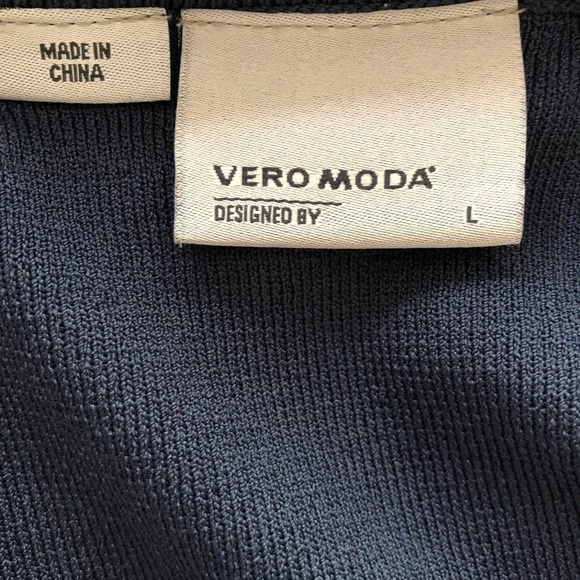 MADE IN
CHINA
VERO MODA
DESIGNED BY
L